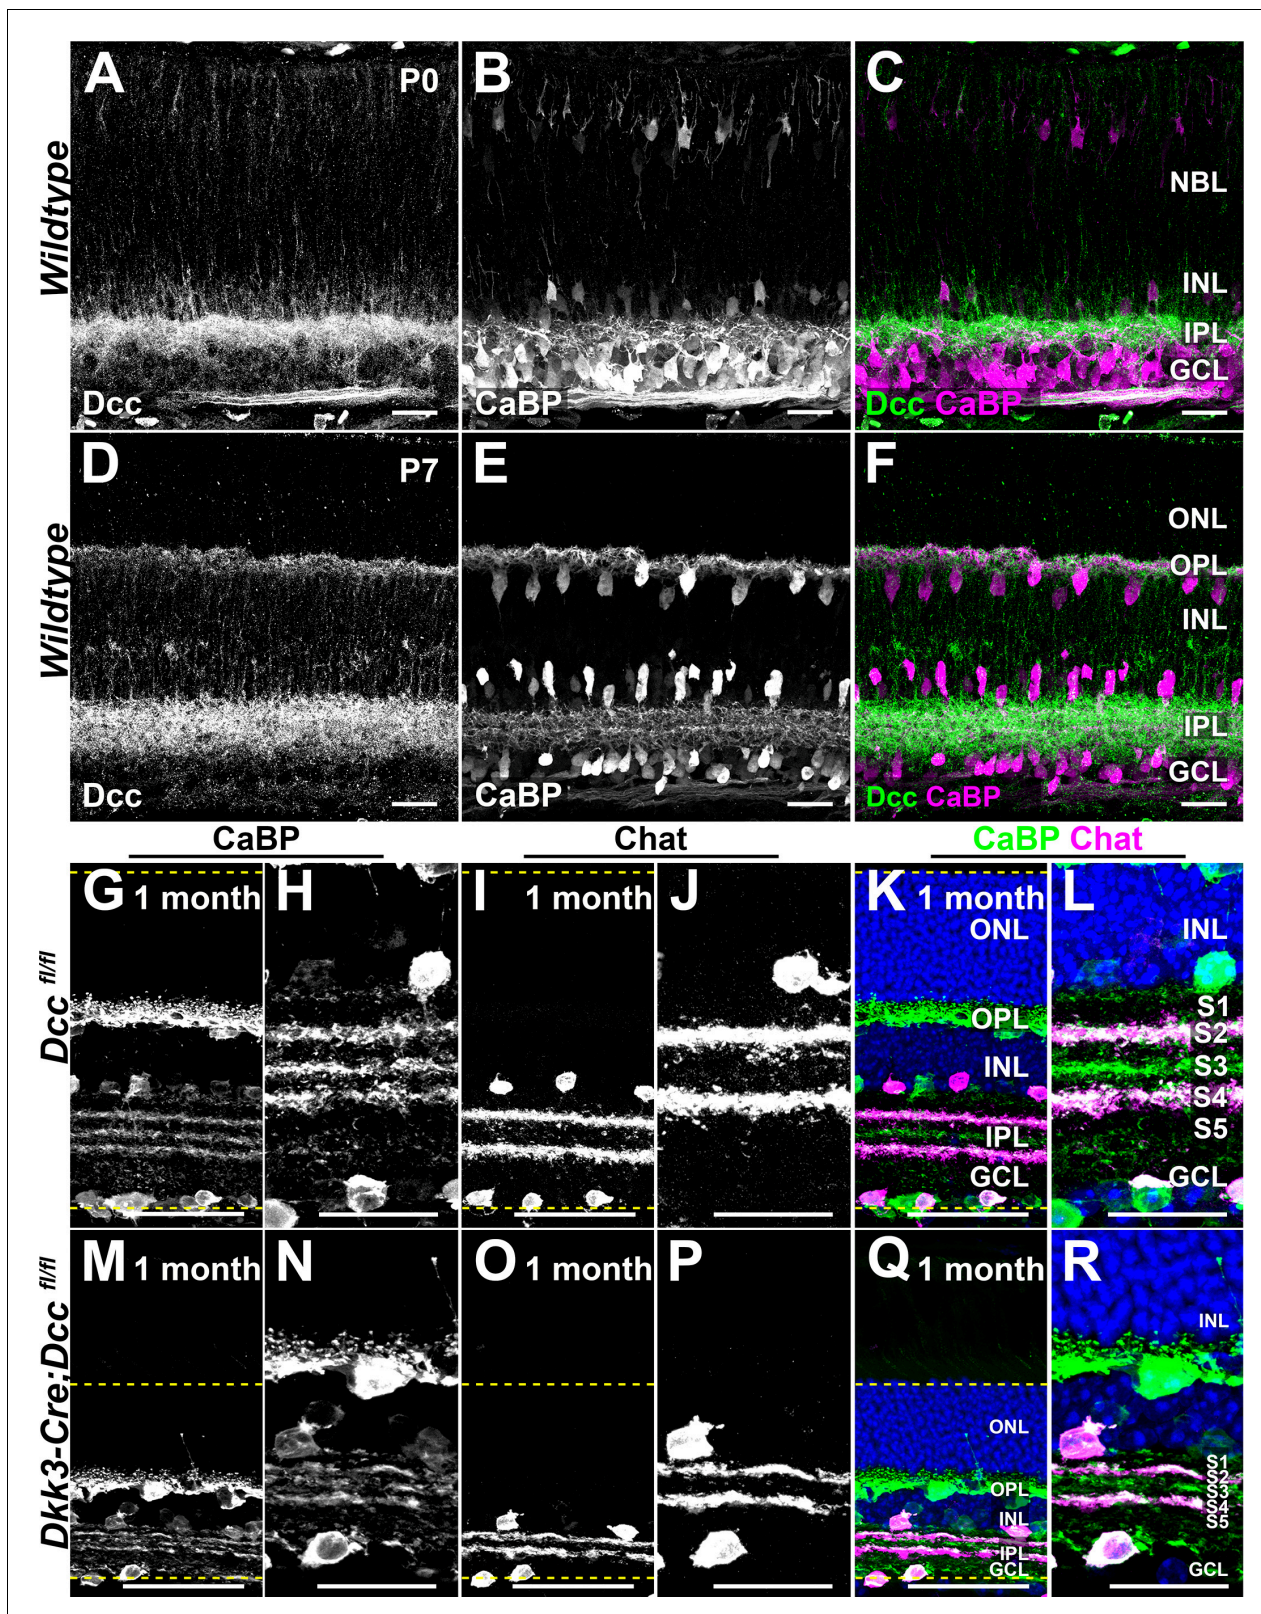 A P0
B
C
Wildtype
NBL
INL
IPL
GCL
Dcc
CaBP
Dcc CaBP
D P7
E
F
Wildtype
ONL
OPL
INL
IPL
GCL
Dcc
CaBP
Dcc CaBP
CaBP
Chat
CaBP Chat
G 1 month
H
I 1 month
J
K 1 month
L
Dcc fl/fl
ONL
OPL
INL
IPL
GCL
INL
S1
S2
S3
S4
S5
GCL
M 1 month
N
O 1 month
P
Q 1 month
R
Dkk3-Cre;Dcc fl/fl
ONL
OPL
INL
IPL
GCL
INL
S1
S2
S3
S4
S5
GCL